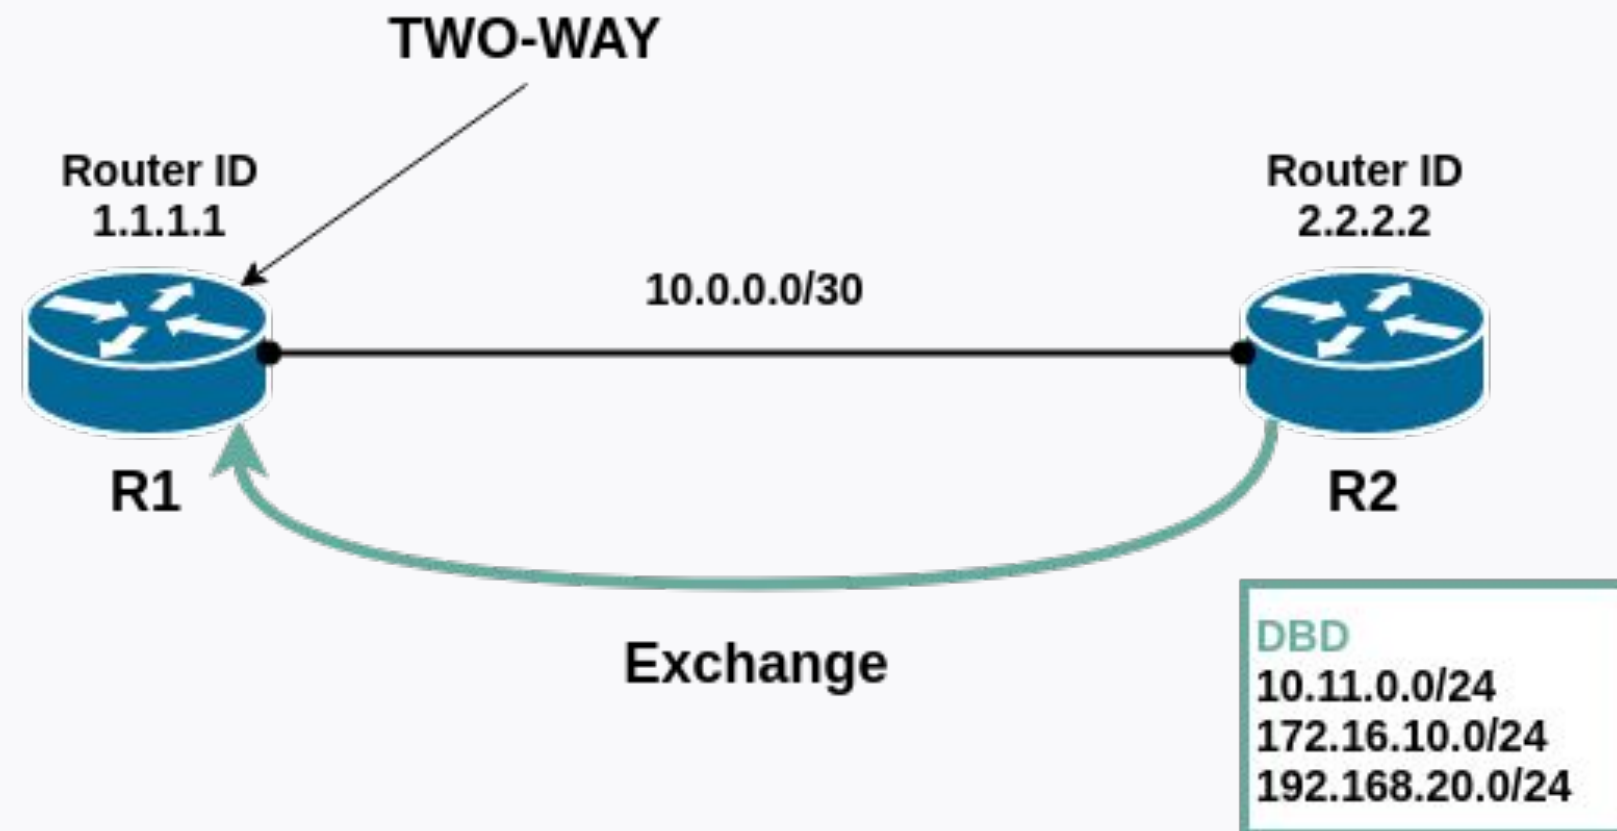 TWO-WAY
Router ID
1.1.1.1
Router ID
2.2.2.2
10.0.0.0/30
R1
R2
Exchange
DBD
10.11.0.0/24
172.16.10.0/24
192.168.20.0/24